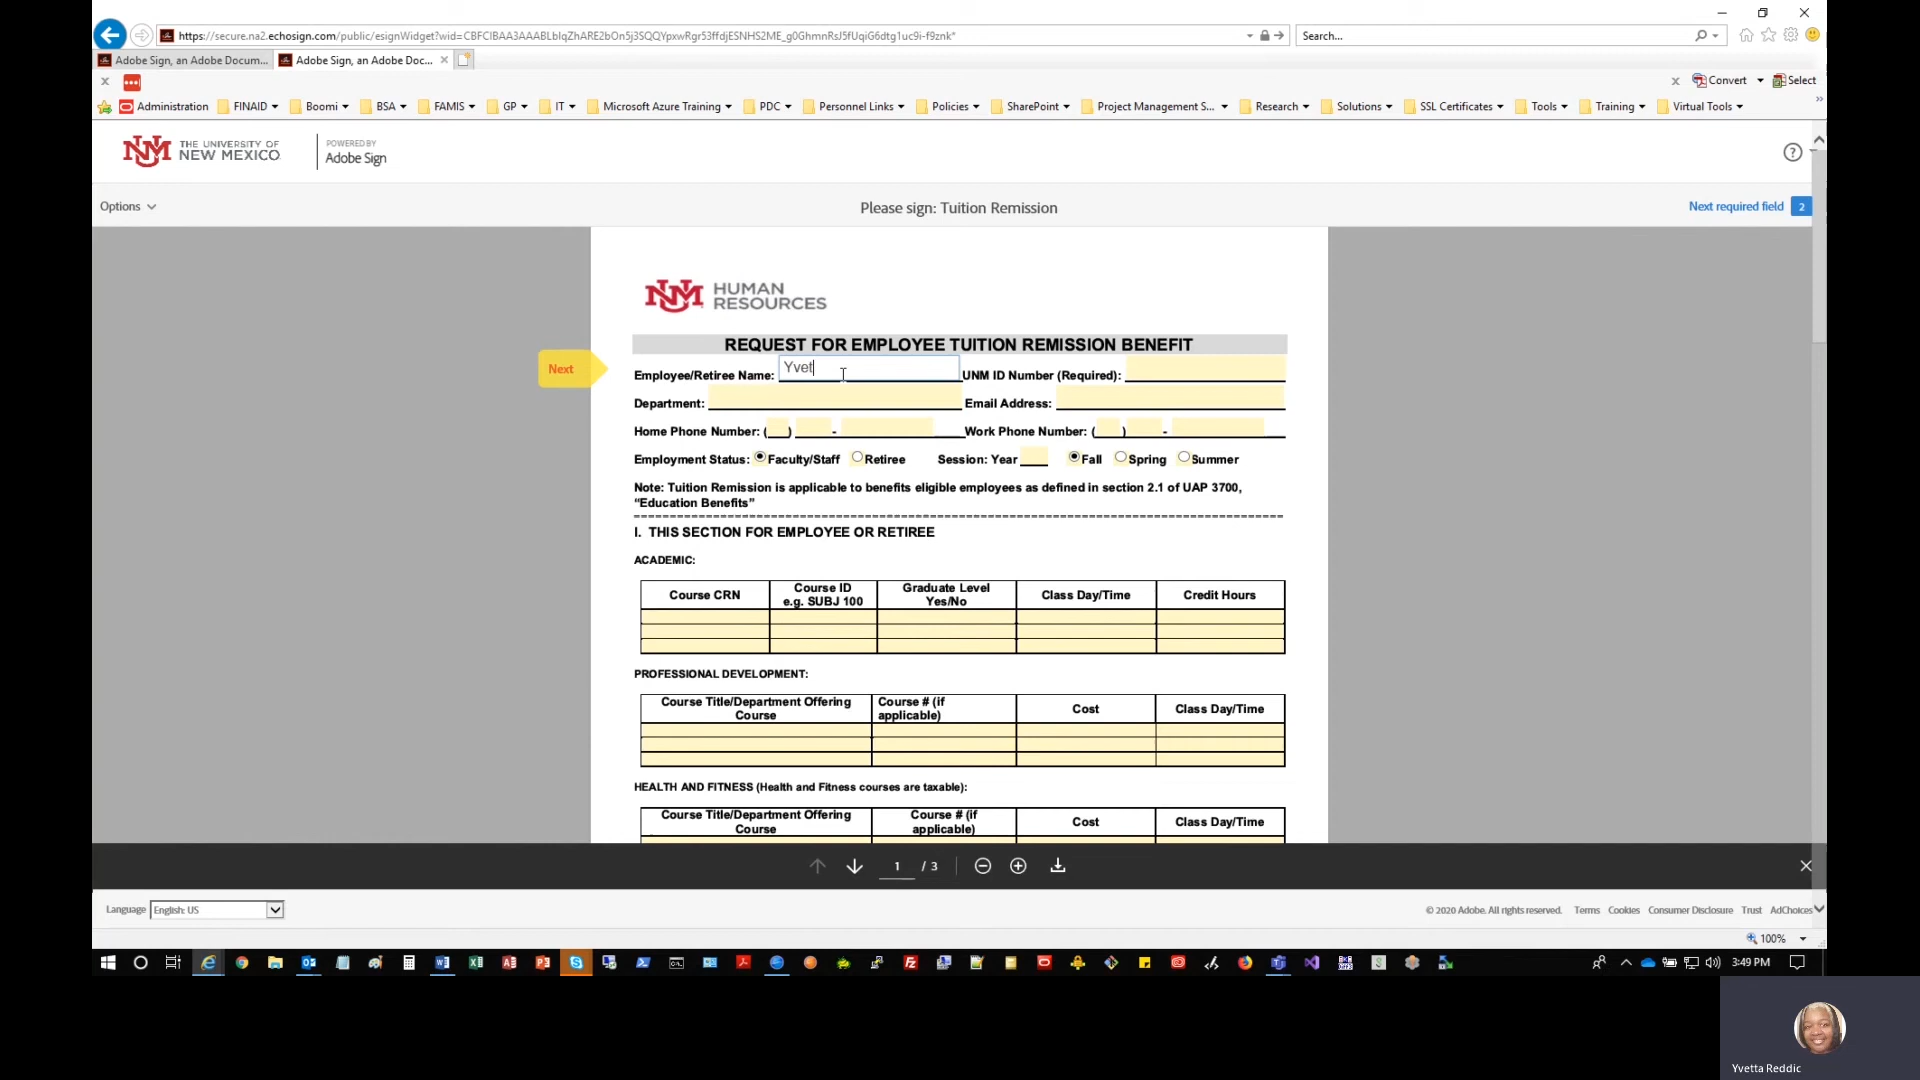 https://secure.na2.echosign.com/public/esignWidget?wid=CBFCIBAA3AAABLblqZhARE2bOn5j3SQQYpxwRgr53ffdjESNHS2ME_g0GhmnRsJ5fUqiG6dtg1uc9i-f9znk*
Search...
Adobe Sign, an Adobe Docum...
Adobe Sign, an Adobe Doc...
Convert
Select
Administration FINAID Boomi BSA FAMIS GP IT Microsoft Azure Training PDC Personnel Links Policies SharePoint Project Management S... Research Solutions SSL Certificates Tools Training Virtual Tools
NM THE UNIVERSITY OF NEW MEXICO
POWERED BY
Adobe Sign
Options
Please sign: Tuition Remission
Next required field 2
NM HUMAN RESOURCES
REQUEST FOR EMPLOYEE TUITION REMISSION BENEFIT
Next
Employee/Retiree Name: Yvet UNM ID Number (Required):
Department: Email Address:
Home Phone Number: ( ) - Work Phone Number: ( ) -
Employment Status: Faculty/Staff Retiree Session: Year Fall Spring Summer
Note: Tuition Remission is applicable to benefits eligible employees as defined in section 2.1 of UAP 3700,
“Education Benefits”
I. THIS SECTION FOR EMPLOYEE OR RETIREE
ACADEMIC:
Course CRN
Course ID
e.g. SUBJ 100
Graduate Level
Yes/No
Class Day/Time
Credit Hours
PROFESSIONAL DEVELOPMENT:
Course Title/Department Offering
Course
Course # (if
applicable)
Cost
Class Day/Time
HEALTH AND FITNESS (Health and Fitness courses are taxable):
Course Title/Department Offering
Course
Course # (if
applicable)
Cost
Class Day/Time
1 / 3
Language English: US
© 2020 Adobe. All rights reserved. Terms Cookies Consumer Disclosure Trust AdChoices
100%
3:49 PM
Yvetta Reddic